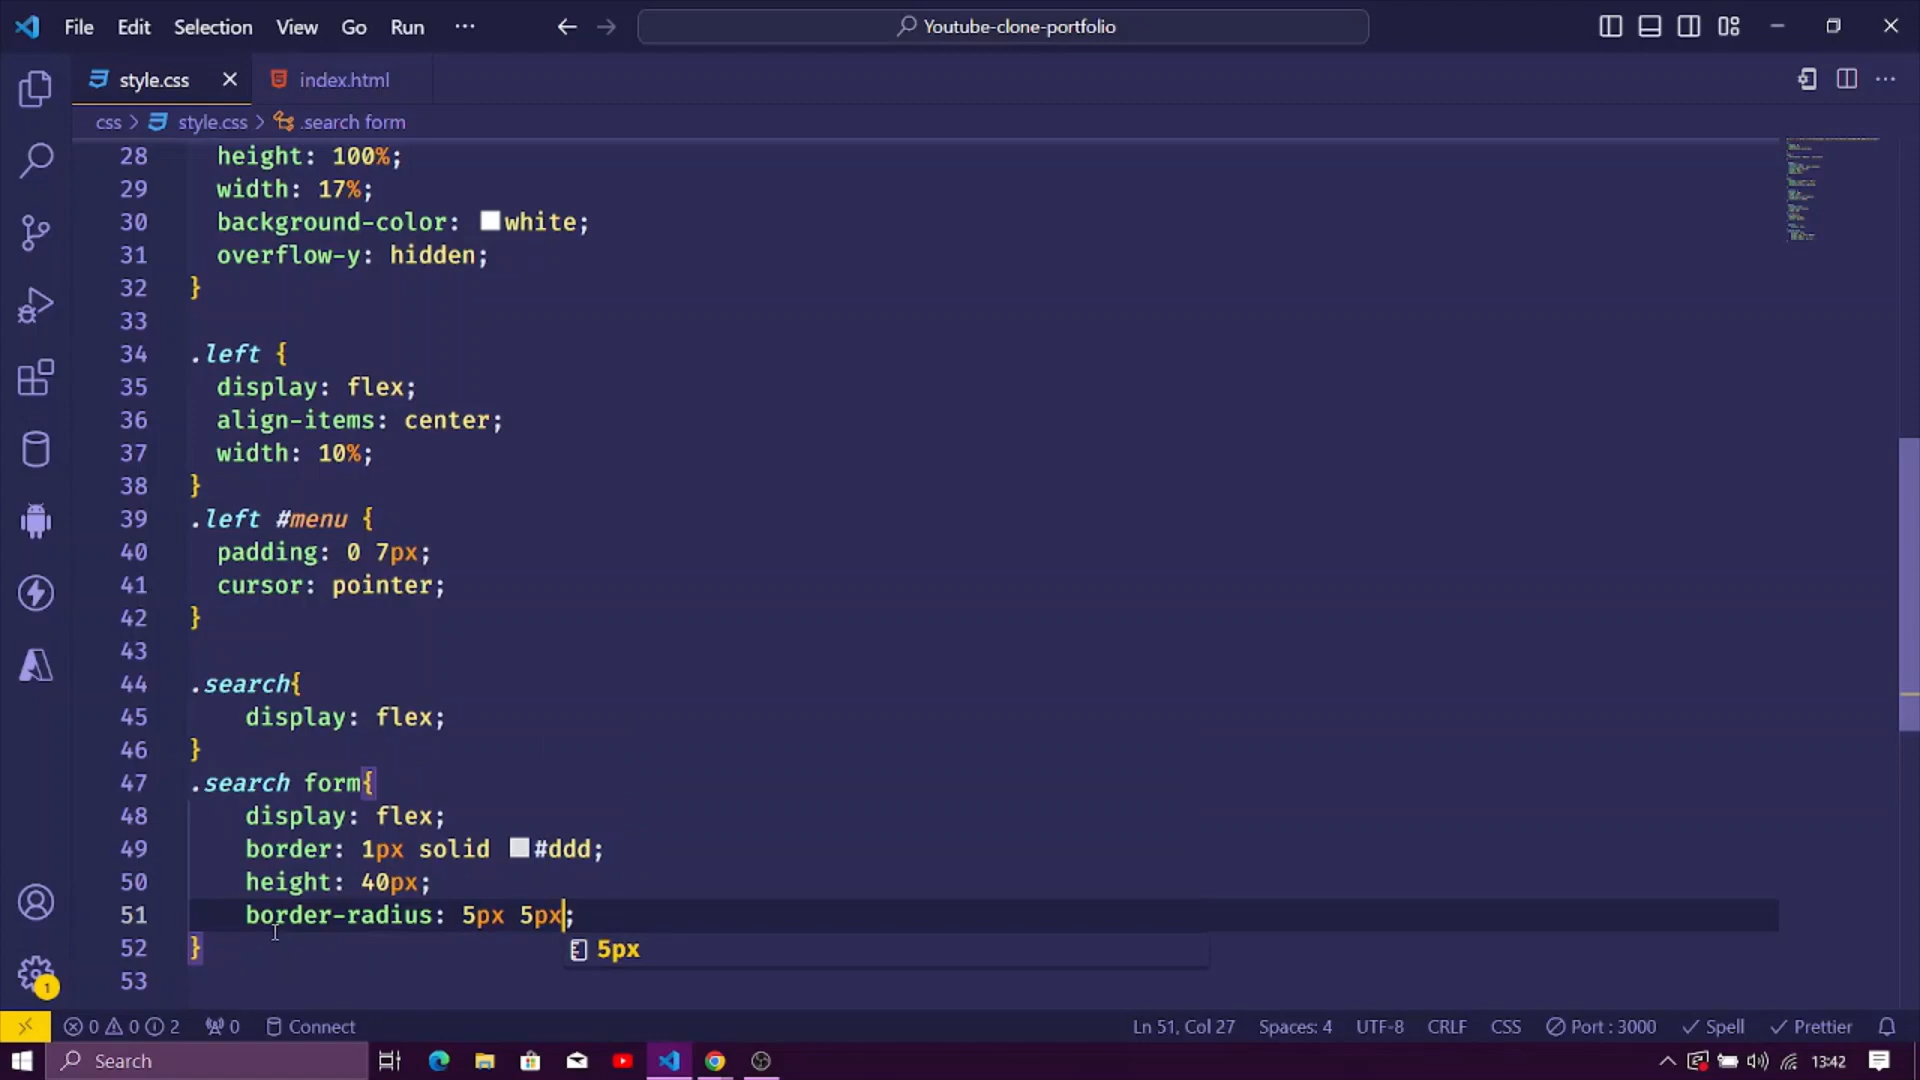 File Edit Selection View Go Run ··· Youtube-clone-portfolio
style.css index.html
css > style.css > .search form
28 height: 100%;
29 width: 17%;
30 background-color: white;
31 overflow-y: hidden;
32 }
33
34 .left {
35 display: flex;
36 align-items: center;
37 width: 10%;
38 }
39 .left #menu {
40 padding: 0 7px;
41 cursor: pointer;
42 }
43
44 .search{
45 display: flex;
46 }
47 .search form{
48 display: flex;
49 border: 1px solid #ddd;
50 height: 40px;
51 border-radius: 5px 5px;
5px
52 }
53
1
0 0 2 0 Connect Ln 51, Col 27 Spaces: 4 UTF-8 CRLF CSS Port : 3000 Spell Prettier
Search 13:42